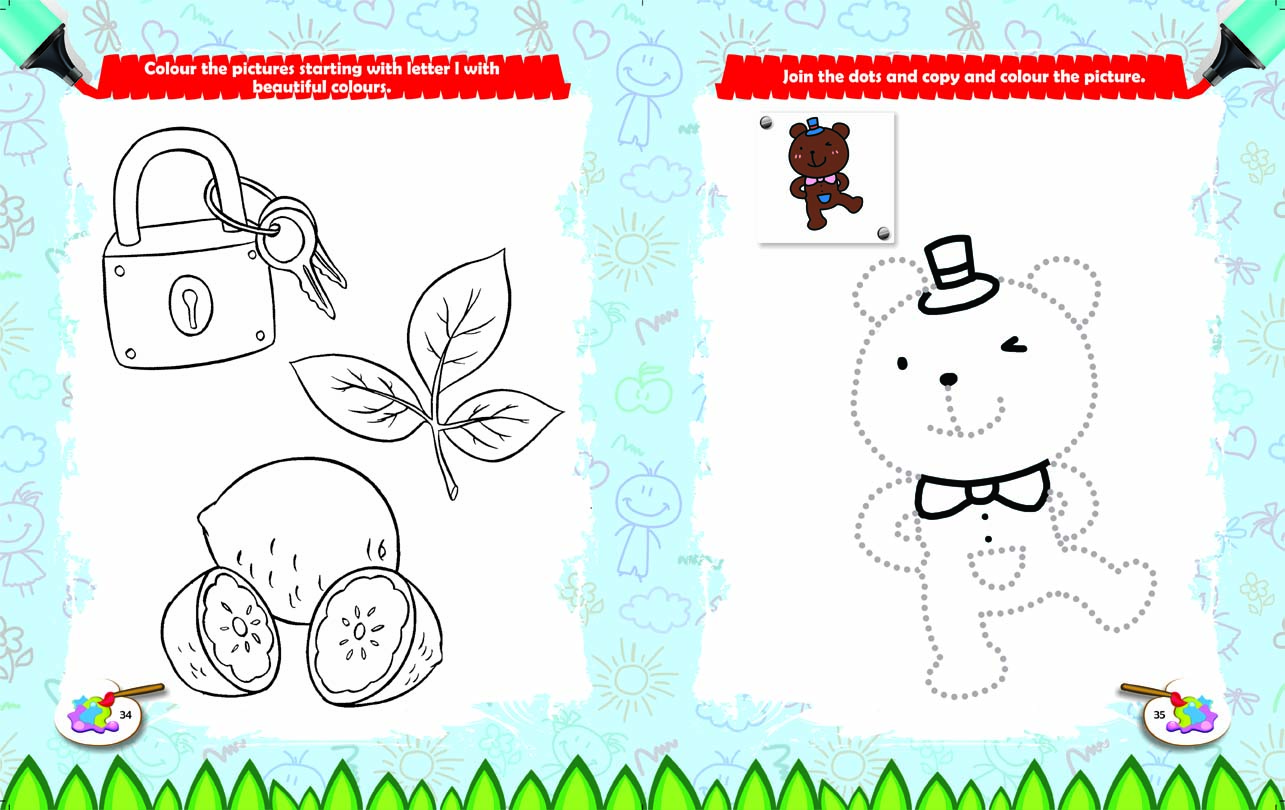 Colour the pictures starting with letter l with
beautiful colours.
34
Join the dots and copy and colour the picture.
35